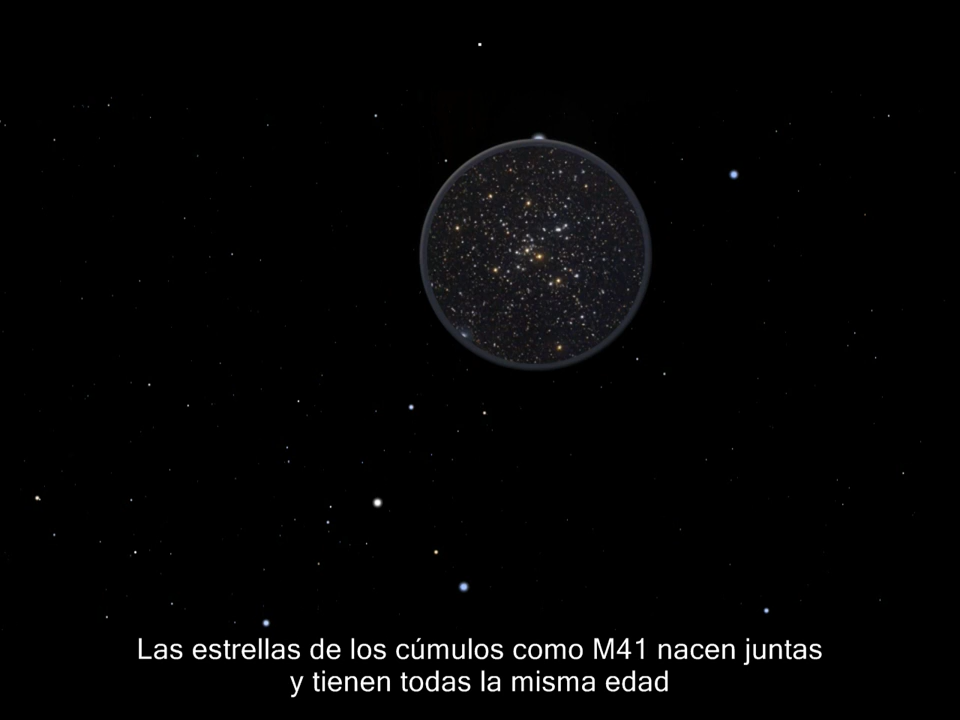 Las estrellas de los cúmulos como M41 nacen juntas
y tienen todas la misma edad